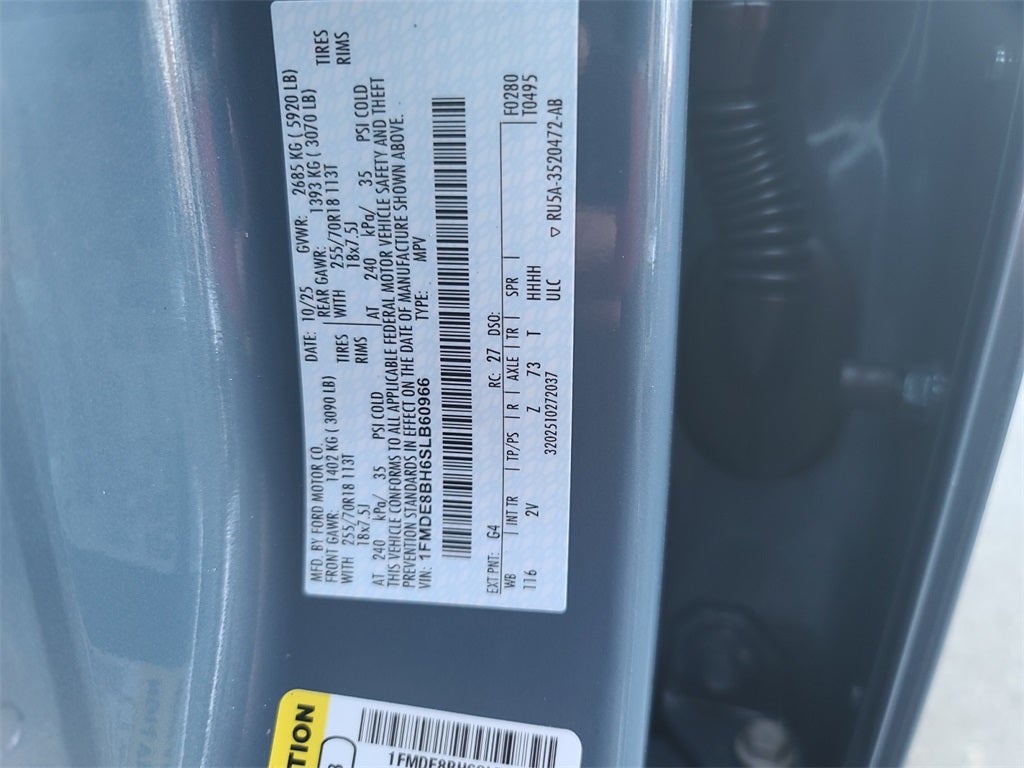 MFD BY FORD MOTOR CO. DATE: 10/25 GVWR: 2685 KG ( 5920 LB)
FRONT GAWR: 1402 KG ( 3090 LB) REAR GAWR: 1393 KG ( 3070 LB)
WITH 255/70R18 113T TIRES WITH 255/70R18 113T TIRES
18x7.5J RIMS 18x7.5J RIMS
AT 240 kPa/ 35 PSI COLD AT 240 kPa/ 35 PSI COLD
THIS VEHICLE CONFORMS TO ALL APPLICABLE FEDERAL MOTOR VEHICLE SAFETY AND THEFT
PREVENTION STANDARDS IN EFFECT ON THE DATE OF MANUFACTURE SHOWN ABOVE.
VIN: 1FMDE8BH6SLB60966 TYPE: MPV
EXT PNT: G4 RC: 27 DSO: F0280
WB INT TR TP/PS R AXLE TR SPR T0495
116 2V Z 73 T HHHH
3202510272037 ULC ▽ RU5A-3520472-AB
TION
1FMDE8BH6SL